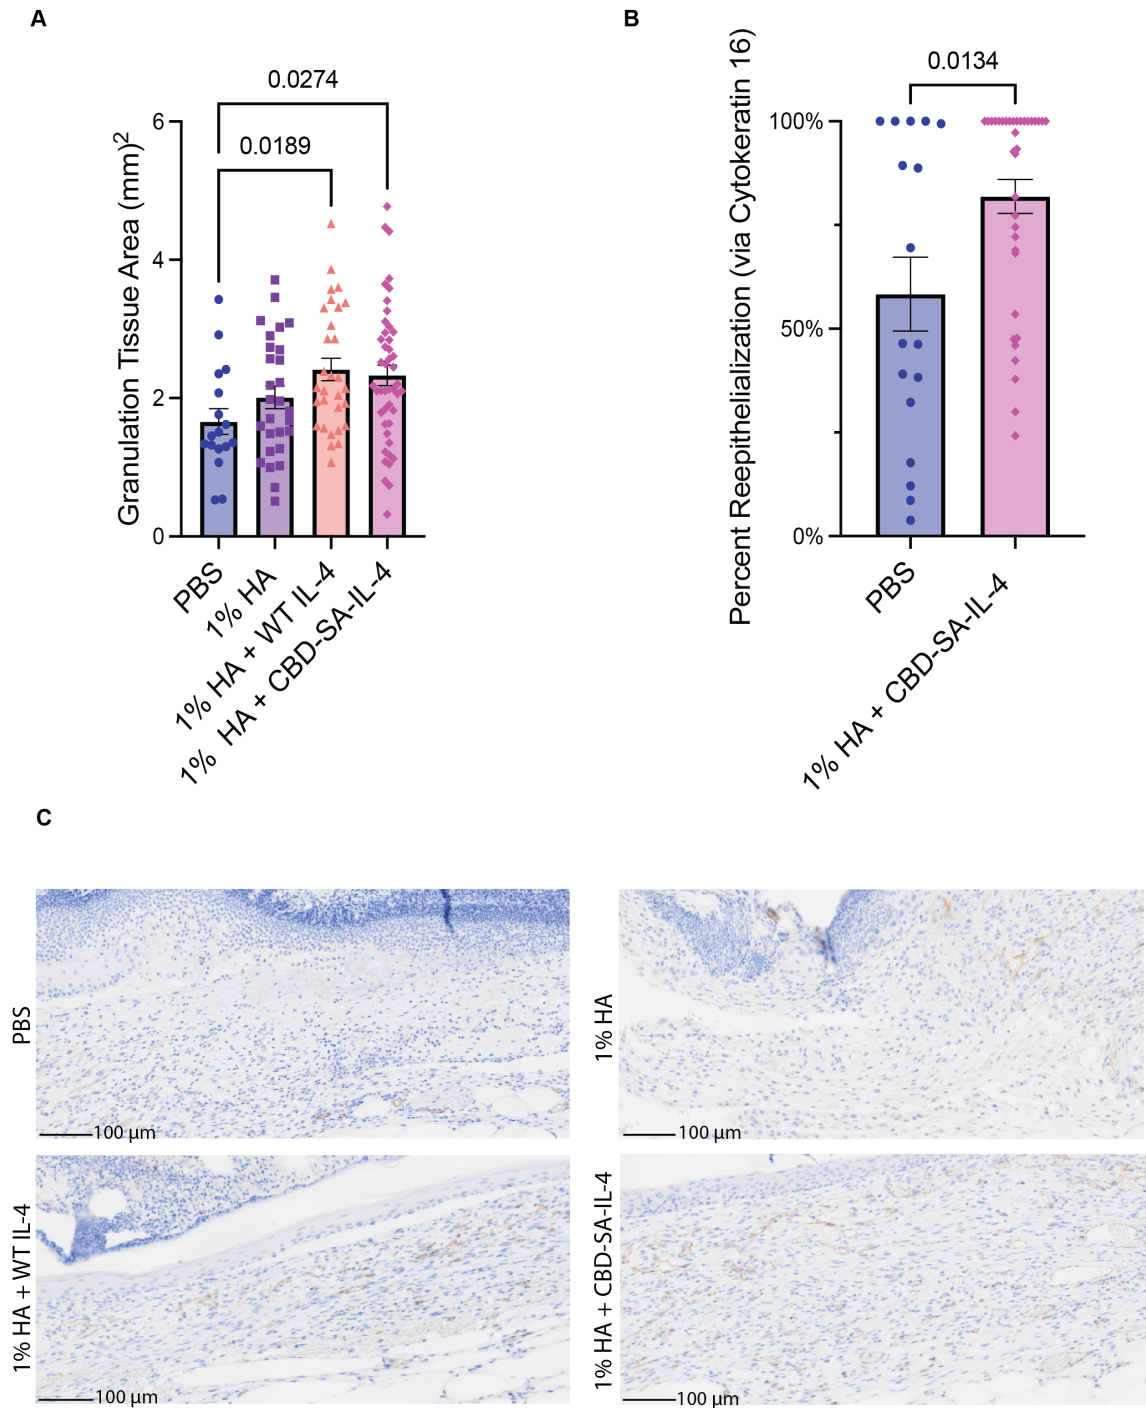 A
B
0.0274
0.0189
Granulation Tissue Area (mm)²
6
4
2
0
PBS
1% HA
1% HA + WT IL-4
1% HA + CBD-SA-IL-4
0.0134
Percent Reepithelialization (via Cytokeratin 16)
100%
50%
0%
PBS
1% HA + CBD-SA-IL-4
C
PBS
100 µm
1% HA
100 µm
1% HA + WT IL-4
100 µm
1% HA + CBD-SA-IL-4
100 µm